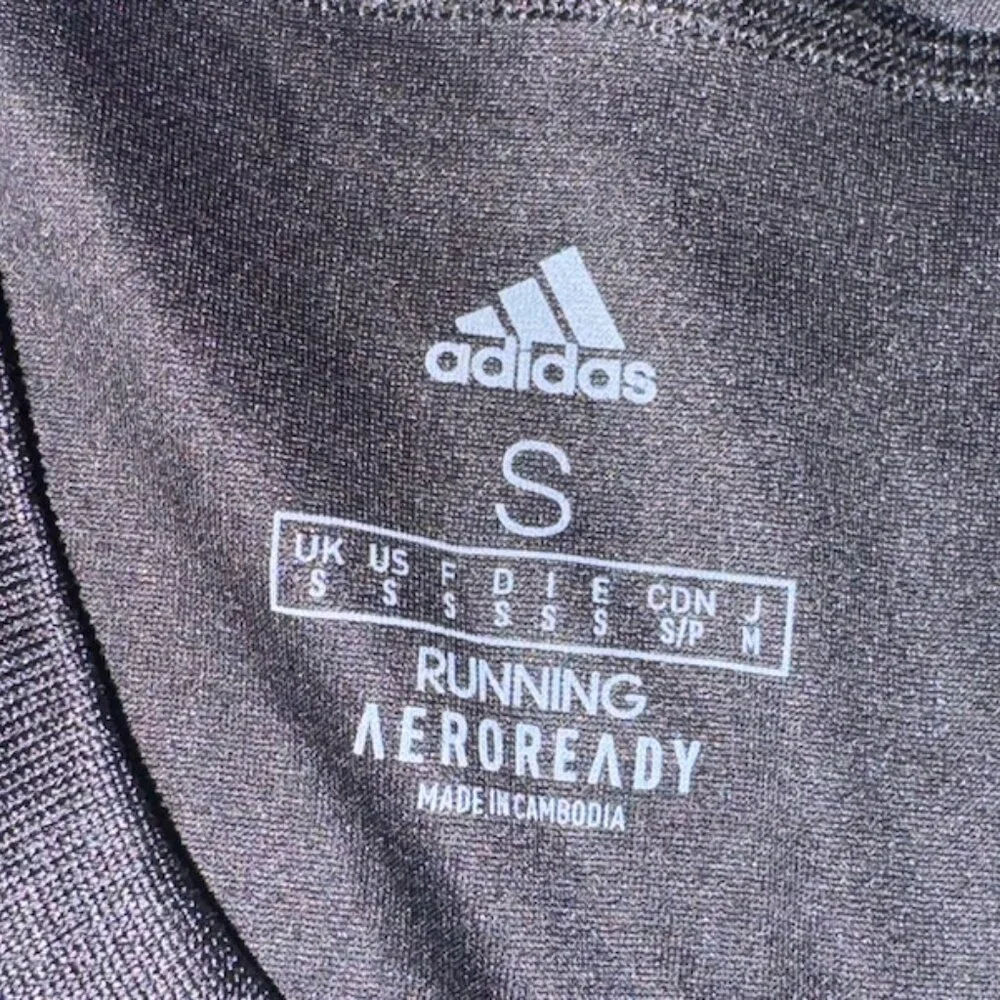 adidas
S
UK US F D I E CDN J
S S S S S S S/P M
RUNNING
AEROREADY
MADE IN CAMBODIA